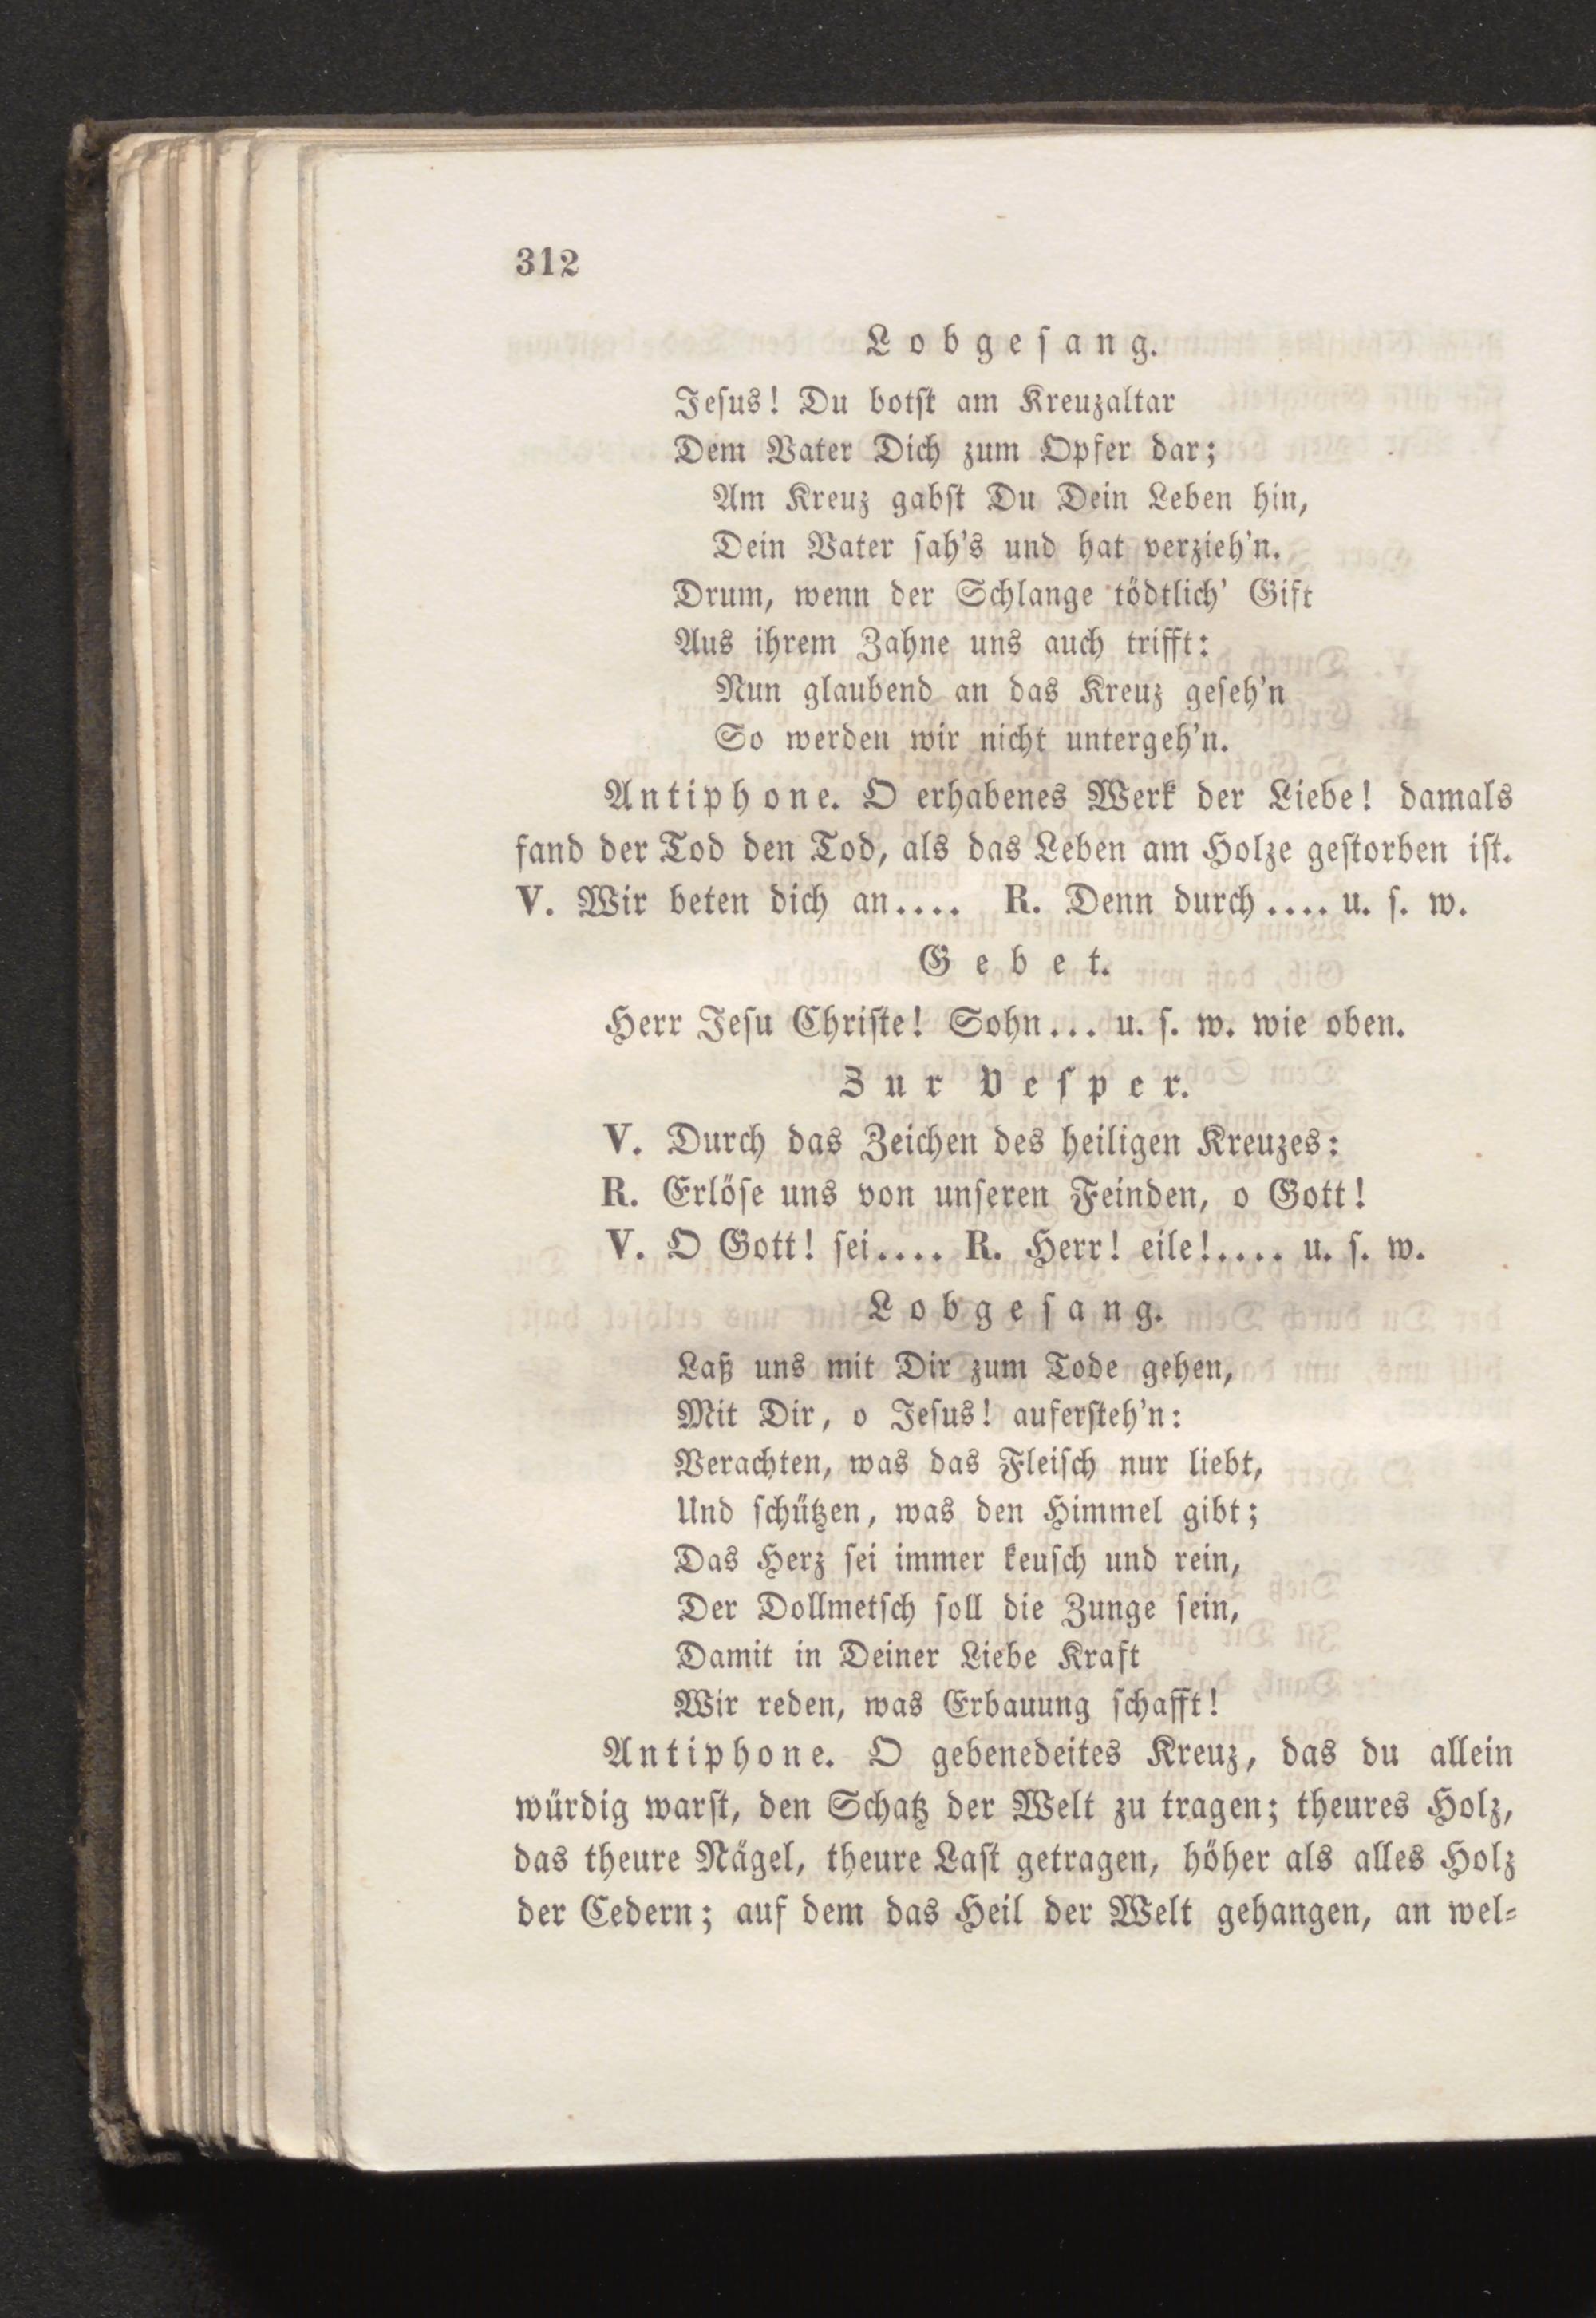 312
Lobgesang.
Jesus! Du botst am Kreuzaltar
Dem Vater Dich zum Opfer dar;
Am Kreuz gabst Du Dein Leben hin,
Dein Vater sah's und hat verzieh'n.
Drum, wenn der Schlange tödtlich' Gift
Aus ihrem Zahne uns auch trifft:
Nun glaubend an das Kreuz geseh'n
So werden wir nicht untergeh'n.
Antiphone. O erhabenes Werk der Liebe! damals
fand der Tod den Tod, als das Leben am Holze gestorben ist.
V. Wir beten dich an.... R. Denn durch.... u. s. w.
Gebet.
Herr Jesu Christe! Sohn... u. s. w. wie oben.
Zur Vesper.
V. Durch das Zeichen des heiligen Kreuzes:
R. Erlöse uns von unseren Feinden, o Gott!
V. O Gott! sei.... R. Herr! eile!.... u. s. w.
Lobgesang.
Laß uns mit Dir zum Tode gehen,
Mit Dir, o Jesus! aufersteh'n:
Verachten, was das Fleisch nur liebt,
Und schützen, was den Himmel gibt;
Das Herz sei immer keusch und rein,
Der Dollmetsch soll die Zunge sein,
Damit in Deiner Liebe Kraft
Wir reden, was Erbauung schafft!
Antiphone. O gebenedeites Kreuz, das du allein
würdig warst, den Schatz der Welt zu tragen; theures Holz,
das theure Nägel, theure Last getragen, höher als alles Holz
der Cedern; auf dem das Heil der Welt gehangen, an wel-